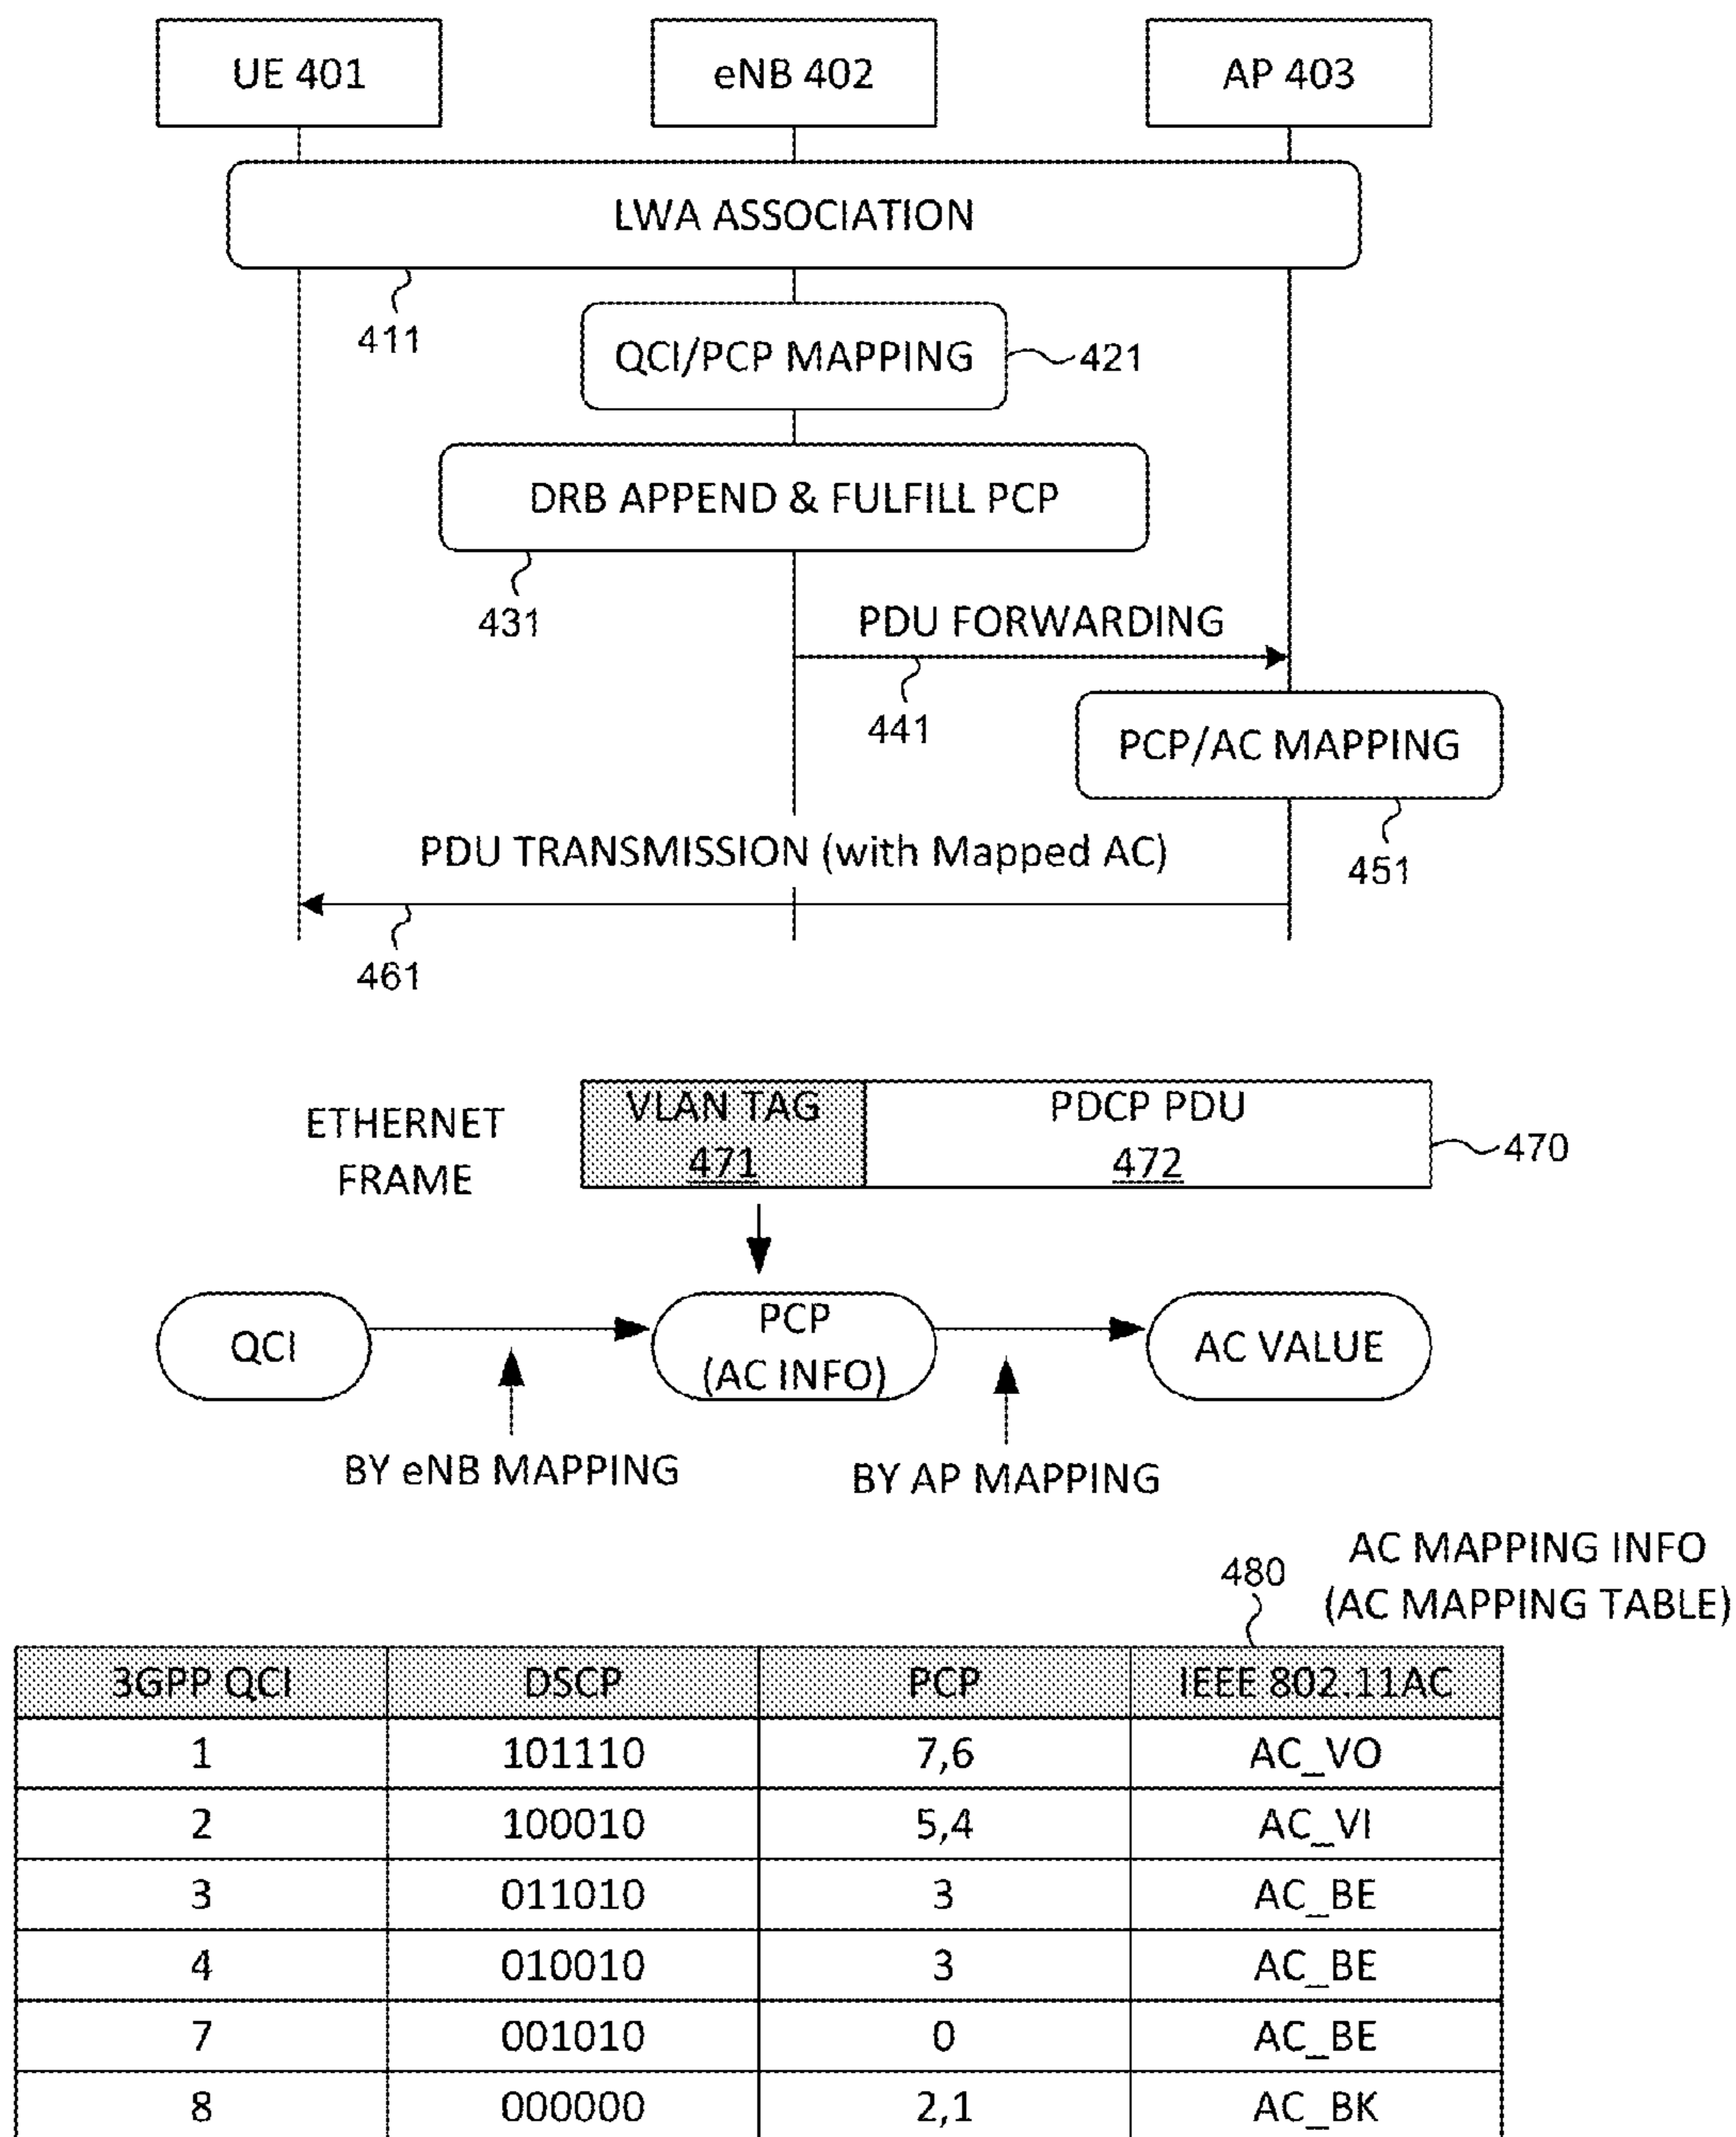 UE 401
eNB 402
AP 403
LWA ASSOCIATION
411
QCI/PCP MAPPING
421
DRB APPEND & FULFILL PCP
431
PDU FORWARDING
441
PCP/AC MAPPING
451
PDU TRANSMISSION (with Mapped AC)
461
ETHERNET
FRAME
VLAN TAG
471
PDCP PDU
472
470
QCI
PCP
(AC INFO)
AC VALUE
BY eNB MAPPING
BY AP MAPPING
480
AC MAPPING INFO
(AC MAPPING TABLE)
3GPP QCI DSCP PCP IEEE 802.11AC
1 101110 7,6 AC_VO
2 100010 5,4 AC_VI
3 011010 3 AC_BE
4 010010 3 AC_BE
7 001010 0 AC_BE
8 000000 2,1 AC_BK